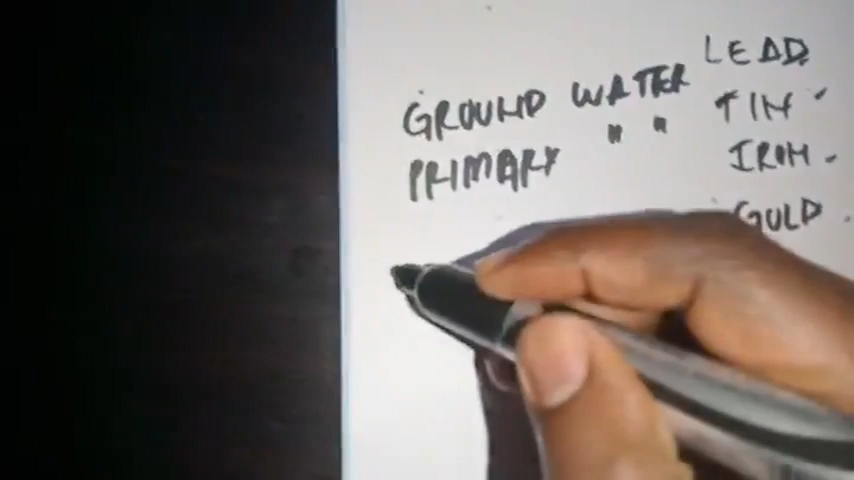 GROUND WATER LEAD
PRIMARY " " TIN
IRON
GOLD